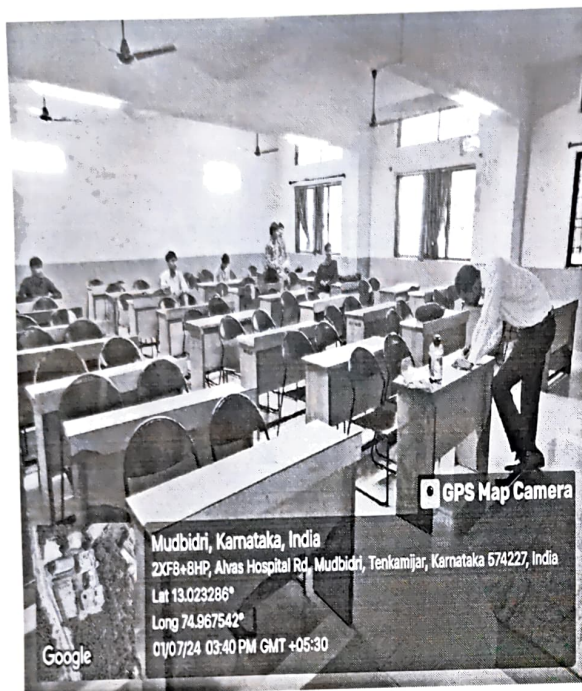 GPS Map Camera
Mudbidri, Karnataka, India
2XF8+8HP, Alvas Hospital Rd, Mudbidri, Tenkamijar, Karnataka 574227, India
Lat 13.023286°
Long 74.967542°
01/07/24 03:40 PM GMT +05:30
Google